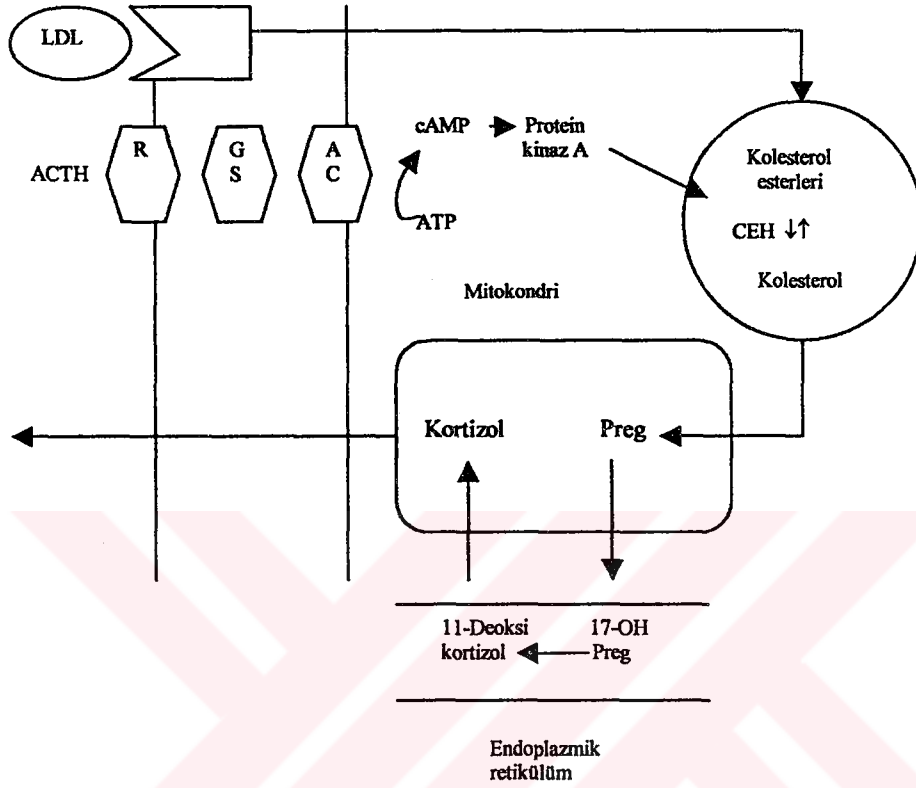 LDL
ACTH
R
G
S
A
C
cAMP
Protein
kinaz A
ATP
Kolesterol
esterleri
CEH ↓↑
Kolesterol
Mitokondri
Kortizol
Preg
11-Deoksi
kortizol
17-OH
Preg
Endoplazmik
retikülüm